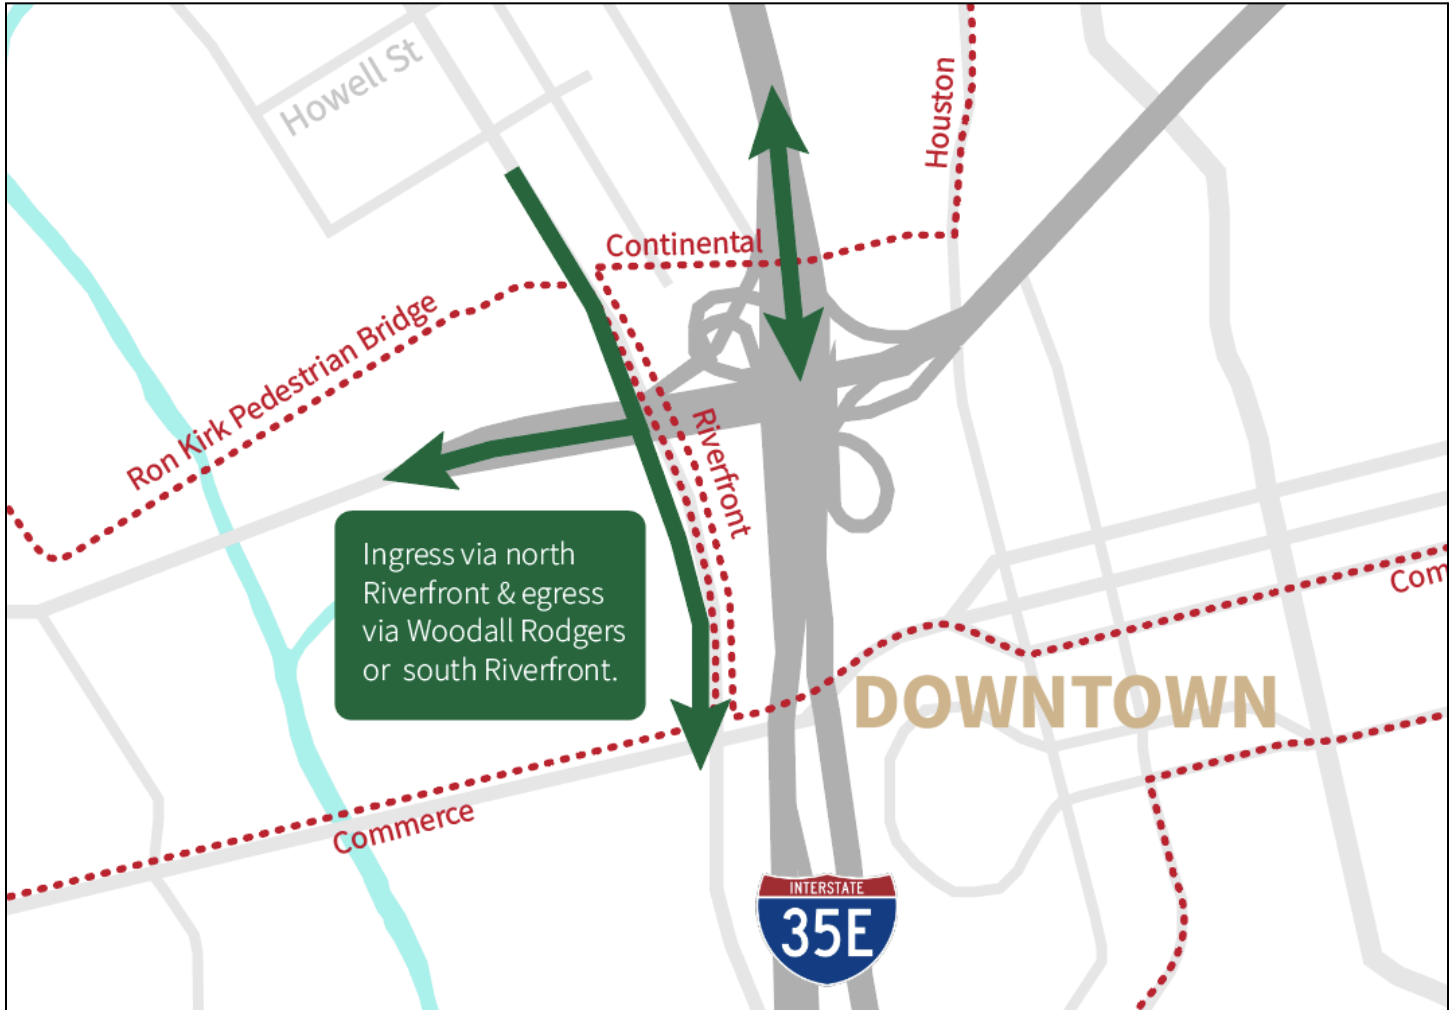 Howell St
Houston
Continental
Ron Kirk Pedestrian Bridge
Riverfront
Ingress via north
Riverfront & egress
via Woodall Rodgers
or south Riverfront.
Com
DOWNTOWN
Commerce
INTERSTATE
35E